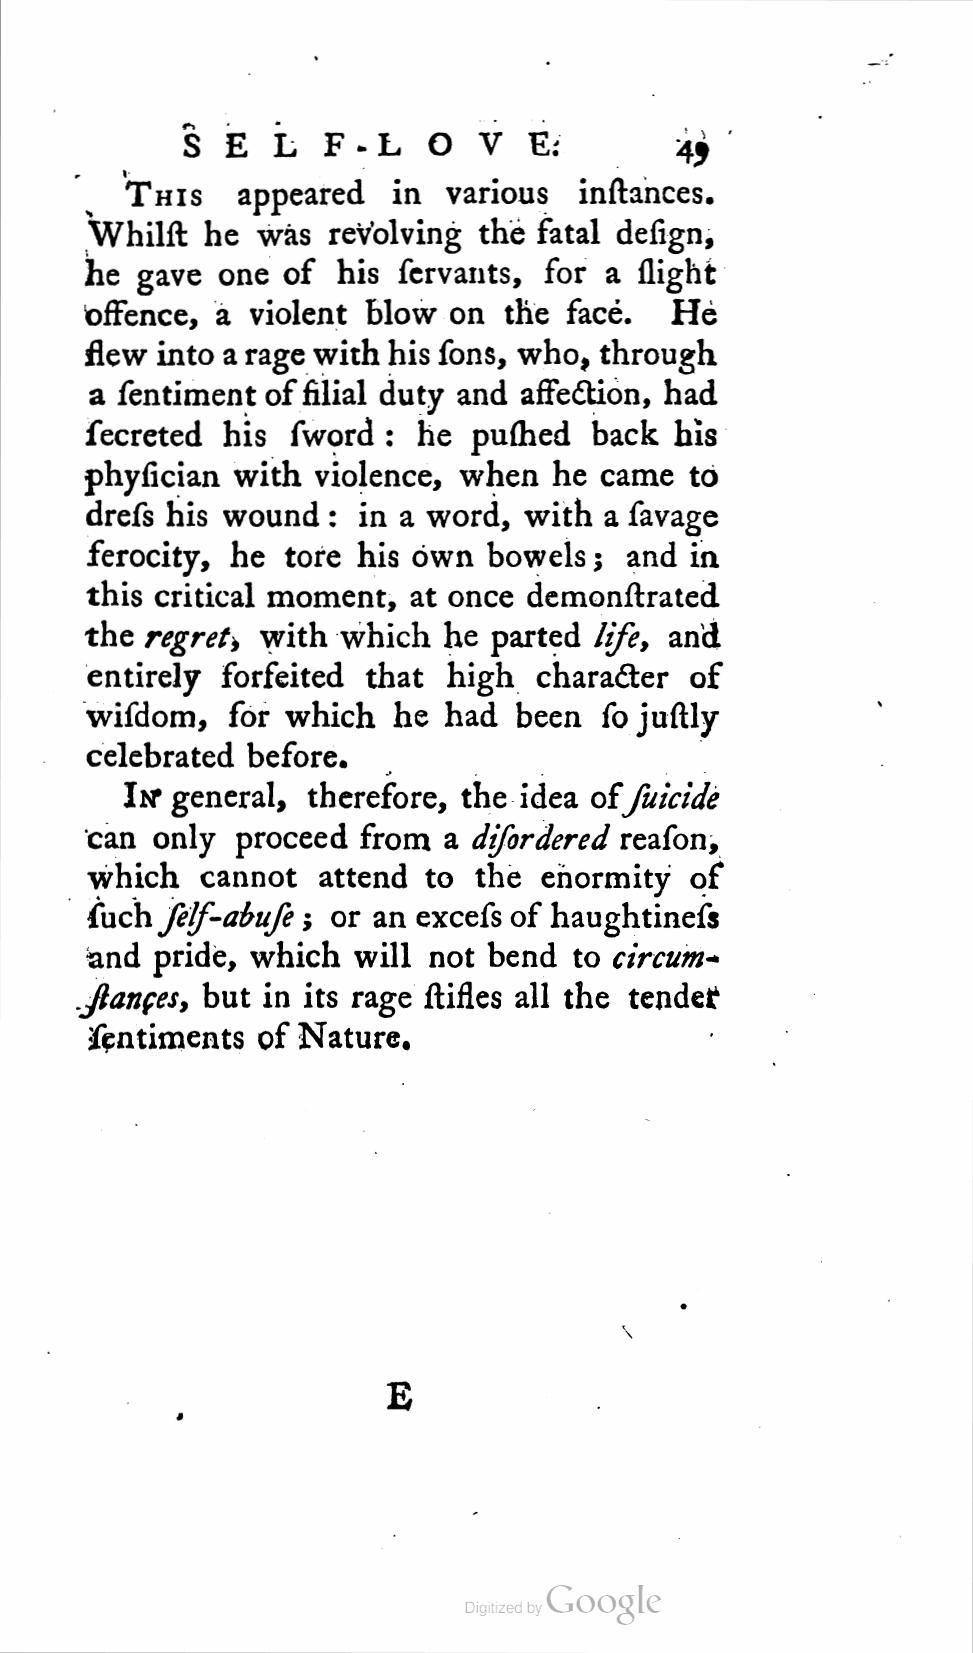 SELF-LOVE. 49
THIS appeared in various inſtances.
Whilſt he was revolving the fatal deſign,
he gave one of his ſervants, for a ſlight
offence, a violent blow on the face. He
flew into a rage with his ſons, who, through
a ſentiment of filial duty and affection, had
ſecreted his ſword : he puſhed back his
phyſician with violence, when he came to
dreſs his wound : in a word, with a ſavage
ferocity, he tore his own bowels ; and in
this critical moment, at once demonſtrated
the regret, with which he parted life, and
entirely forfeited that high character of
wiſdom, for which he had been ſo juſtly
celebrated before.
IN general, therefore, the idea of ſuicide
can only proceed from a diſordered reaſon,
which cannot attend to the enormity of
ſuch ſelf-abuſe ; or an exceſs of haughtineſs
and pride, which will not bend to circum-
ſtances, but in its rage ſtifles all the tender
ſentiments of Nature.
E
Digitized by Google